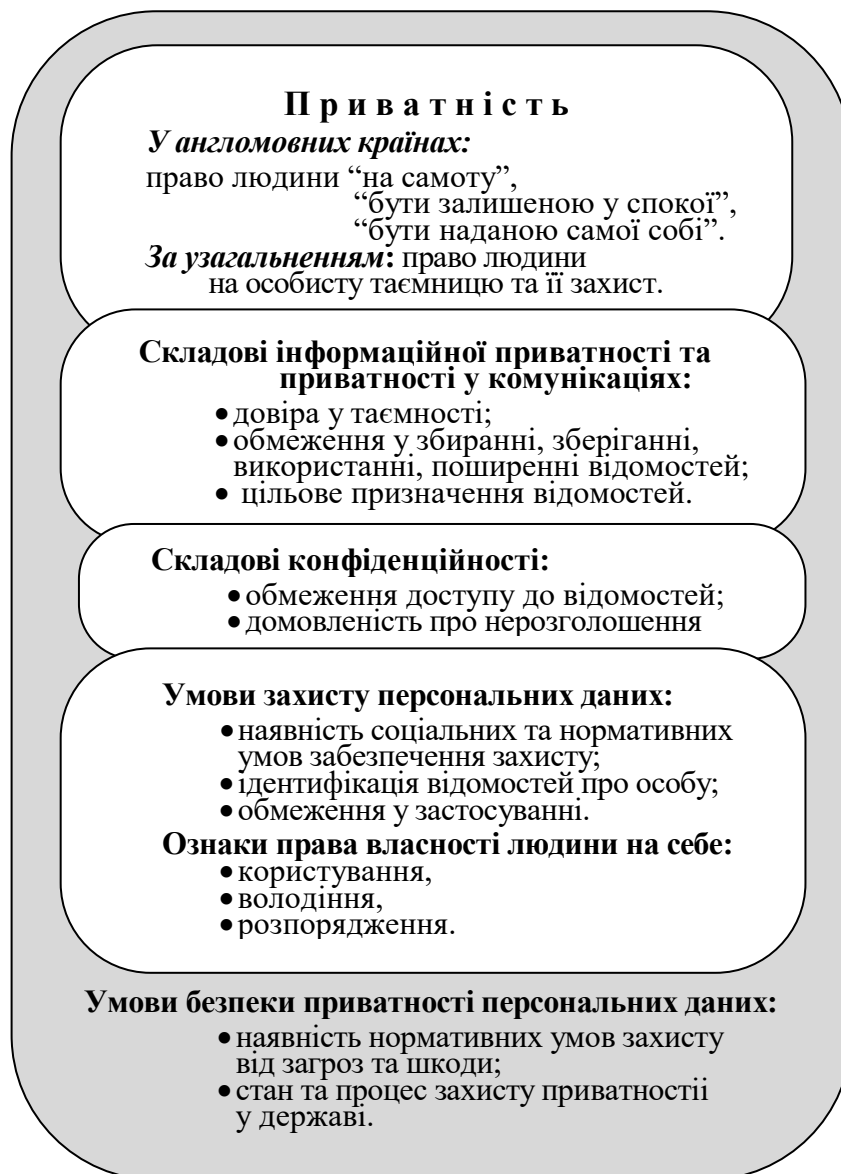 П р и в а т н і с т ь
У англомовних країнах:
право людини “на самоту”,
“бути залишеною у спокої”,
“бути наданою самої собі”.
За узагальненням: право людини
на особисту таємницю та її захист.
Складові інформаційної приватності та
приватності у комунікаціях:
• довіра у таємності;
• обмеження у збиранні, зберіганні,
використанні, поширенні відомостей;
• цільове призначення відомостей.
Складові конфіденційності:
• обмеження доступу до відомостей;
• домовленість про нерозголошення
Умови захисту персональних даних:
• наявність соціальних та нормативних
умов забезпечення захисту;
• ідентифікація відомостей про особу;
• обмеження у застосуванні.
Ознаки права власності людини на себе:
• користування,
• володіння,
• розпорядження.
Умови безпеки приватності персональних даних:
• наявність нормативних умов захисту
від загроз та шкоди;
• стан та процес захисту приватностіі
у державі.